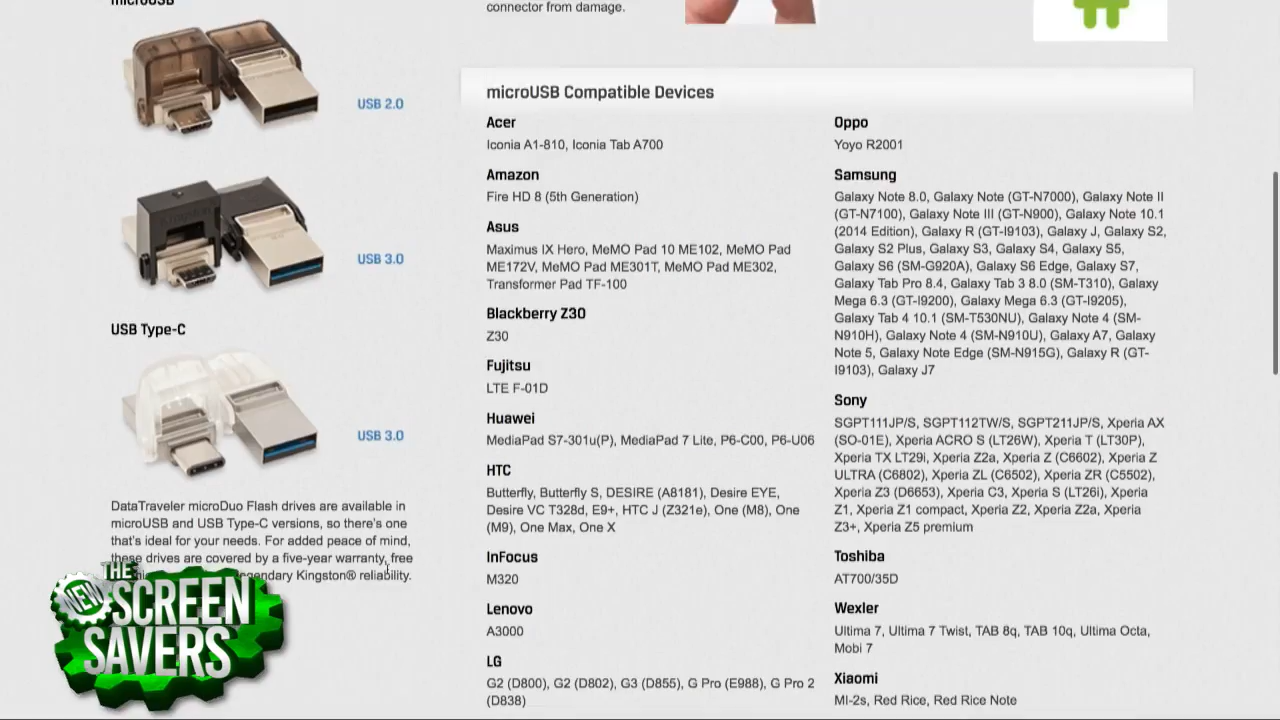 microUSB
USB 2.0
USB 3.0
USB Type-C
USB 3.0
DataTraveler microDuo Flash drives are available in
microUSB and USB Type-C versions, so there's one
that's ideal for your needs. For added peace of mind,
these drives are covered by a five-year warranty, free
Kingston® reliability.
THE
NEW
SCREEN
SAVERS
connector from damage.
microUSB Compatible Devices
Acer
Iconia A1-810, Iconia Tab A700
Amazon
Fire HD 8 (5th Generation)
Asus
Maximus IX Hero, MeMO Pad 10 ME102, MeMO Pad
ME172V, MeMO Pad ME301T, MeMO Pad ME302,
Transformer Pad TF-100
Blackberry Z30
Z30
Fujitsu
LTE F-01D
Huawei
MediaPad S7-301u(P), MediaPad 7 Lite, P6-C00, P6-U06
HTC
Butterfly, Butterfly S, DESIRE (A8181), Desire EYE,
Desire VC T328d, E9+, HTC J (Z321e), One (M8), One
(M9), One Max, One X
InFocus
M320
Lenovo
A3000
LG
G2 (D800), G2 (D802), G3 (D855), G Pro (E988), G Pro 2
(D838)
Oppo
Yoyo R2001
Samsung
Galaxy Note 8.0, Galaxy Note (GT-N7000), Galaxy Note II
(GT-N7100), Galaxy Note III (GT-N900), Galaxy Note 10.1
(2014 Edition), Galaxy R (GT-I9103), Galaxy J, Galaxy S2,
Galaxy S2 Plus, Galaxy S3, Galaxy S4, Galaxy S5,
Galaxy S6 (SM-G920A), Galaxy S6 Edge, Galaxy S7,
Galaxy Tab Pro 8.4, Galaxy Tab 3 8.0 (SM-T310), Galaxy
Mega 6.3 (GT-I9200), Galaxy Mega 6.3 (GT-I9205),
Galaxy Tab 4 10.1 (SM-T530NU), Galaxy Note 4 (SM-
N910H), Galaxy Note 4 (SM-N910U), Galaxy A7, Galaxy
Note 5, Galaxy Note Edge (SM-N915G), Galaxy R (GT-
I9103), Galaxy J7
Sony
SGPT111JP/S, SGPT112TW/S, SGPT211JP/S, Xperia AX
(SO-01E), Xperia ACRO S (LT26W), Xperia T (LT30P),
Xperia TX LT29i, Xperia Z2a, Xperia Z (C6602), Xperia Z
ULTRA (C6802), Xperia ZL (C6502), Xperia ZR (C5502),
Xperia Z3 (D6653), Xperia C3, Xperia S (LT26i), Xperia
Z1, Xperia Z1 compact, Xperia Z2, Xperia Z2a, Xperia
Z3+, Xperia Z5 premium
Toshiba
AT700/35D
Wexler
Ultima 7, Ultima 7 Twist, TAB 8q, TAB 10q, Ultima Octa,
Mobi 7
Xiaomi
MI-2s, Red Rice, Red Rice Note